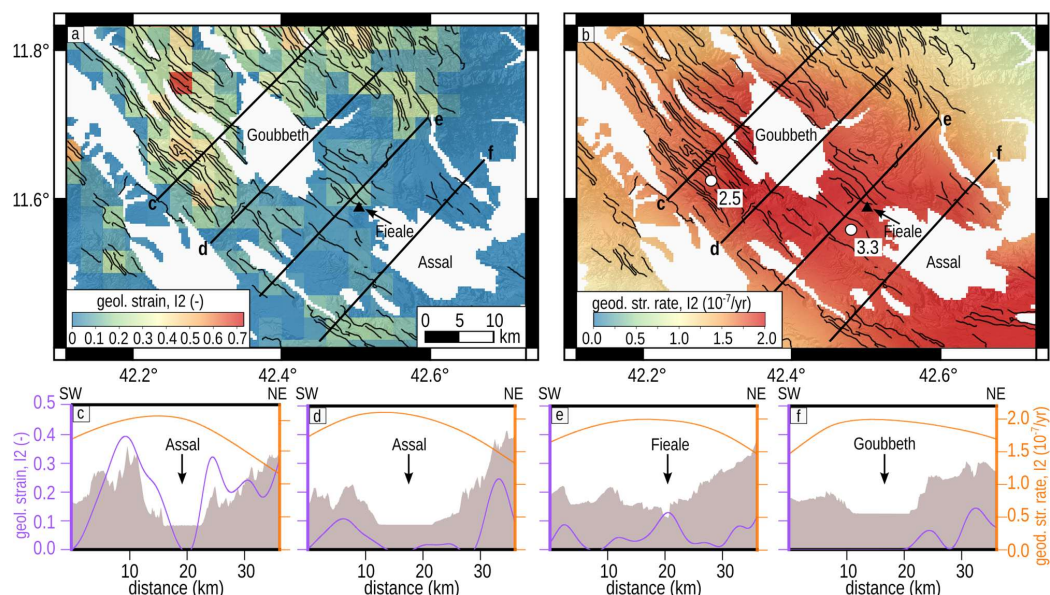 a
11.8°
11.6°
Goubbeth
e
f
c
d
Fieale
Assal
geol. strain, I2 (-)
0 0.1 0.2 0.3 0.4 0.5 0.6 0.7
0 5 10
km
42.2° 42.4° 42.6°
b
Goubbeth
e
f
c
2.5
d
Fieale
3.3
Assal
geod. str. rate, I2 (10⁻⁷/yr)
0.0 0.5 1.0 1.5 2.0
42.2° 42.4° 42.6°
SW NE SW NE
geol. strain, I2 (-)
0.5
0.4
0.3
0.2
0.1
0.0
c
Assal
10 20 30
distance (km)
d
Assal
10 20 30
distance (km)
e
Fieale
10 20 30
distance (km)
f
Goubbeth
10 20 30
distance (km)
2.0
1.5
1.0
0.5
0.0
geod. str. rate, I2 (10⁻⁷/yr)